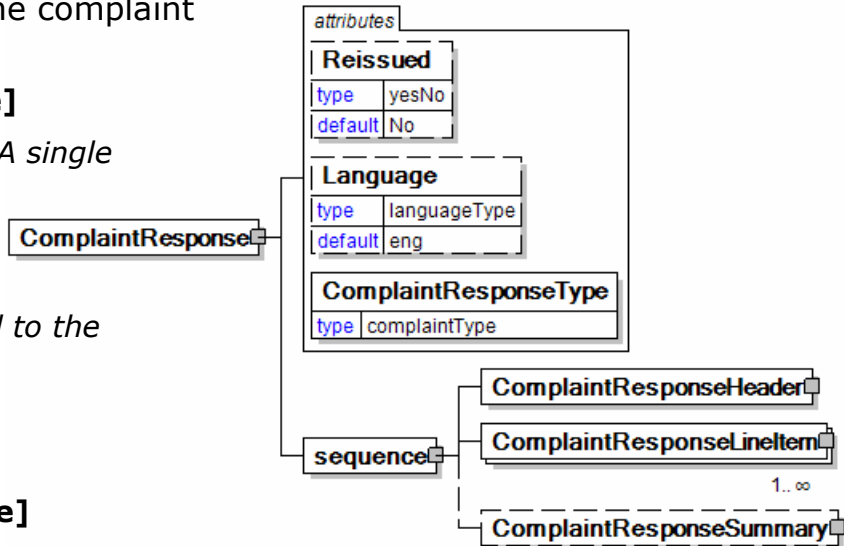 ne complaint
attributes
Reissued
type yesNo
default No
e]
A single
Language
type languageType
default eng
ComplaintResponse
ComplaintResponseType
type complaintType
l to the
ComplaintResponseHeader
ComplaintResponseLineItem
sequence
1.. ∞
e]
ComplaintResponseSummary